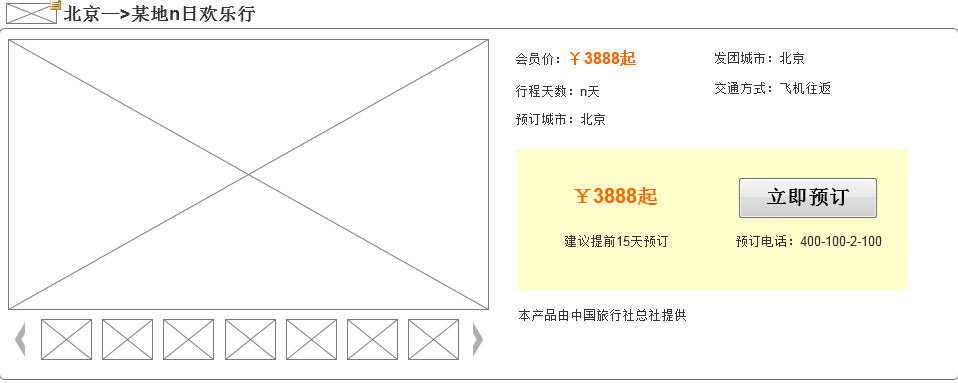 北京—>某地n日欢乐行
会员价：￥3888起
发团城市：北京
行程天数：n天
交通方式：飞机往返
预订城市：北京
￥3888起
立即预订
建议提前15天预订
预订电话：400-100-2-100
本产品由中国旅行社总社提供